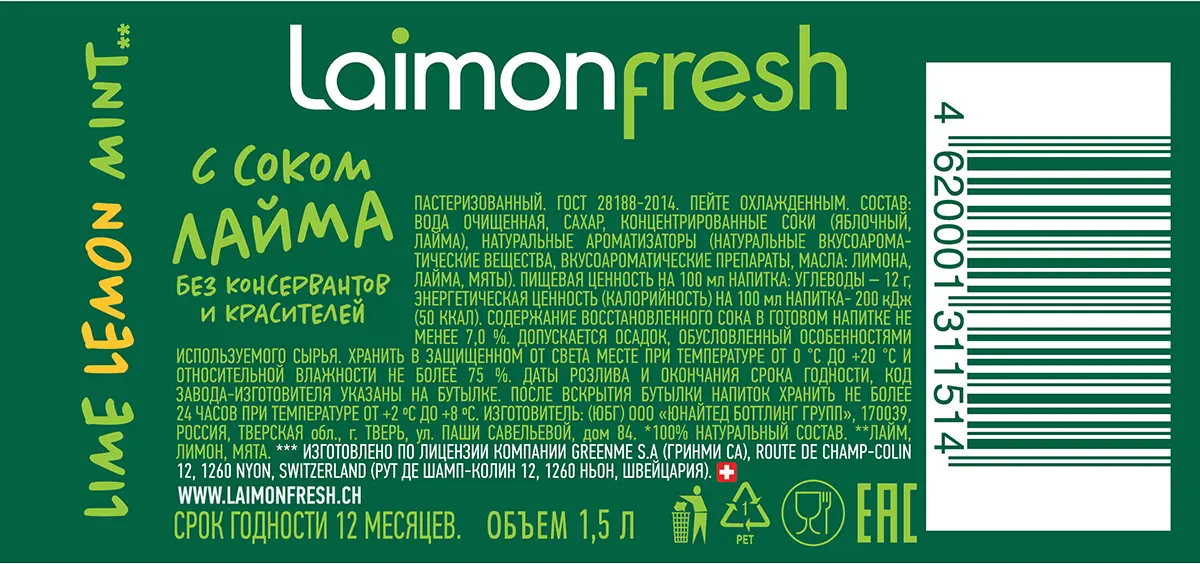 LIME LEMON MINT**
Laimonfresh
С СОКОМ
ЛАЙМА
БЕЗ КОНСЕРВАНТОВ
И КРАСИТЕЛЕЙ
ПАСТЕРИЗОВАННЫЙ. ГОСТ 28188-2014. ПЕЙТЕ ОХЛАЖДЕННЫМ. СОСТАВ:
ВОДА ОЧИЩЕННАЯ, САХАР, КОНЦЕНТРИРОВАННЫЕ СОКИ (ЯБЛОЧНЫЙ,
ЛАЙМА), НАТУРАЛЬНЫЕ АРОМАТИЗАТОРЫ (НАТУРАЛЬНЫЕ ВКУСОАРОМА-
ТИЧЕСКИЕ ВЕЩЕСТВА, ВКУСОАРОМАТИЧЕСКИЕ ПРЕПАРАТЫ, МАСЛА: ЛИМОНА,
ЛАЙМА, МЯТЫ). ПИЩЕВАЯ ЦЕННОСТЬ НА 100 мл НАПИТКА: УГЛЕВОДЫ – 12 г,
ЭНЕРГЕТИЧЕСКАЯ ЦЕННОСТЬ (КАЛОРИЙНОСТЬ) НА 100 мл НАПИТКА- 200 кДж
(50 ККАЛ). СОДЕРЖАНИЕ ВОССТАНОВЛЕННОГО СОКА В ГОТОВОМ НАПИТКЕ НЕ
МЕНЕЕ 7,0 %. ДОПУСКАЕТСЯ ОСАДОК, ОБУСЛОВЛЕННЫЙ ОСОБЕННОСТЯМИ
ИСПОЛЬЗУЕМОГО СЫРЬЯ. ХРАНИТЬ В ЗАЩИЩЕННОМ ОТ СВЕТА МЕСТЕ ПРИ ТЕМПЕРАТУРЕ ОТ 0 °С ДО +20 °С И
ОТНОСИТЕЛЬНОЙ ВЛАЖНОСТИ НЕ БОЛЕЕ 75 %. ДАТЫ РОЗЛИВА И ОКОНЧАНИЯ СРОКА ГОДНОСТИ, КОД
ЗАВОДА-ИЗГОТОВИТЕЛЯ УКАЗАНЫ НА БУТЫЛКЕ. ПОСЛЕ ВСКРЫТИЯ БУТЫЛКИ НАПИТОК ХРАНИТЬ НЕ БОЛЕЕ
24 ЧАСОВ ПРИ ТЕМПЕРАТУРЕ ОТ +2 ºС ДО +8 ºС. ИЗГОТОВИТЕЛЬ: (ЮБГ) ООО «ЮНАЙТЕД БОТТЛИНГ ГРУПП», 170039,
РОССИЯ, ТВЕРСКАЯ обл., г. ТВЕРЬ, ул. ПАШИ САВЕЛЬЕВОЙ, дом 84. *100% НАТУРАЛЬНЫЙ СОСТАВ. **ЛАЙМ,
ЛИМОН, МЯТА. *** ИЗГОТОВЛЕНО ПО ЛИЦЕНЗИИ КОМПАНИИ GREENME S.A (ГРИНМИ СА), ROUTE DE CHAMP-COLIN
12, 1260 NYON, SWITZERLAND (РУТ ДЕ ШАМП-КОЛИН 12, 1260 НЬОН, ШВЕЙЦАРИЯ).
WWW.LAIMONFRESH.CH
СРОК ГОДНОСТИ 12 МЕСЯЦЕВ. ОБЪЕМ 1,5 Л
1
PET
EAC
4 620001 311514